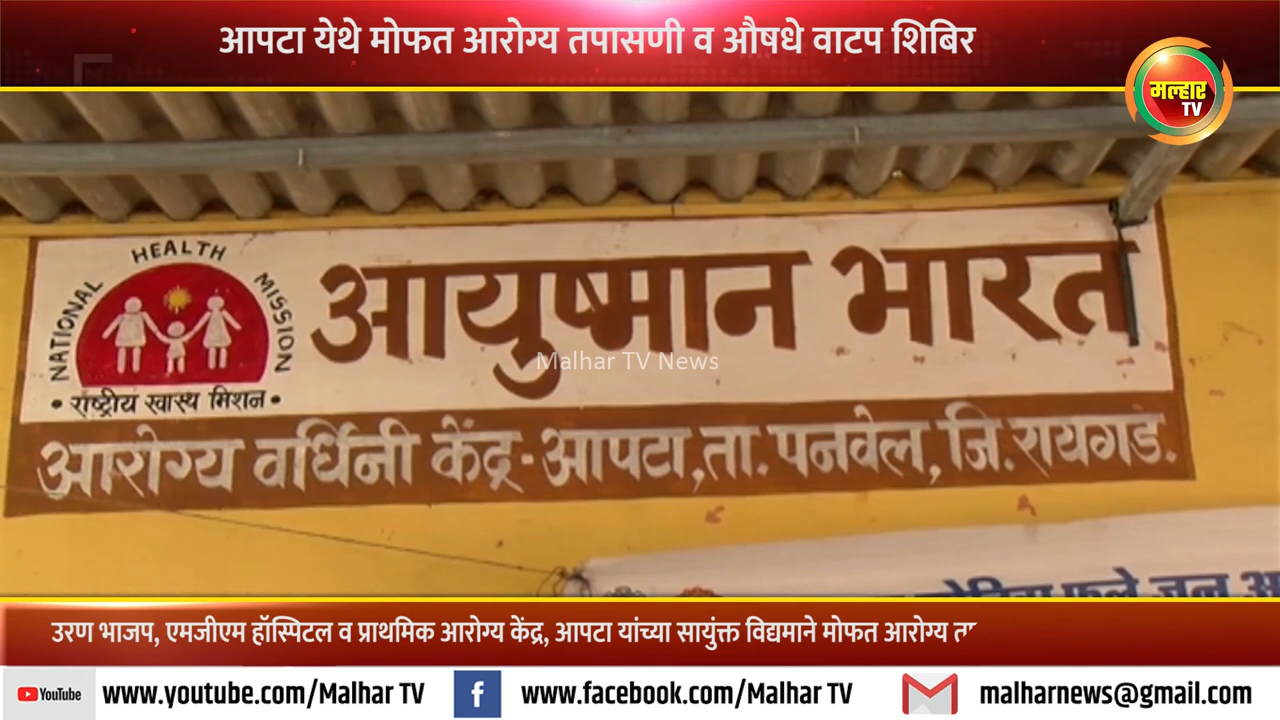 आपटा येथे मोफत आरोग्य तपासणी व औषधे वाटप शिबिर
मल्हार
TV
NATIONAL HEALTH MISSION
आयुष्मान भारत
• राष्ट्रीय स्वास्थ मिशन •
Malhar TV News
आरोग्य वर्धिनी केंद्र - आपटा, ता. पनवेल, जि. रायगड.
फुले जन
उरण भाजप, एमजीएम हॉस्पिटल व प्राथमिक आरोग्य केंद्र, आपटा यांच्या सायुंक्त विद्यमाने मोफत आरोग्य
YouTube www.youtube.com/Malhar TV f www.facebook.com/Malhar TV malharnews@gmail.com